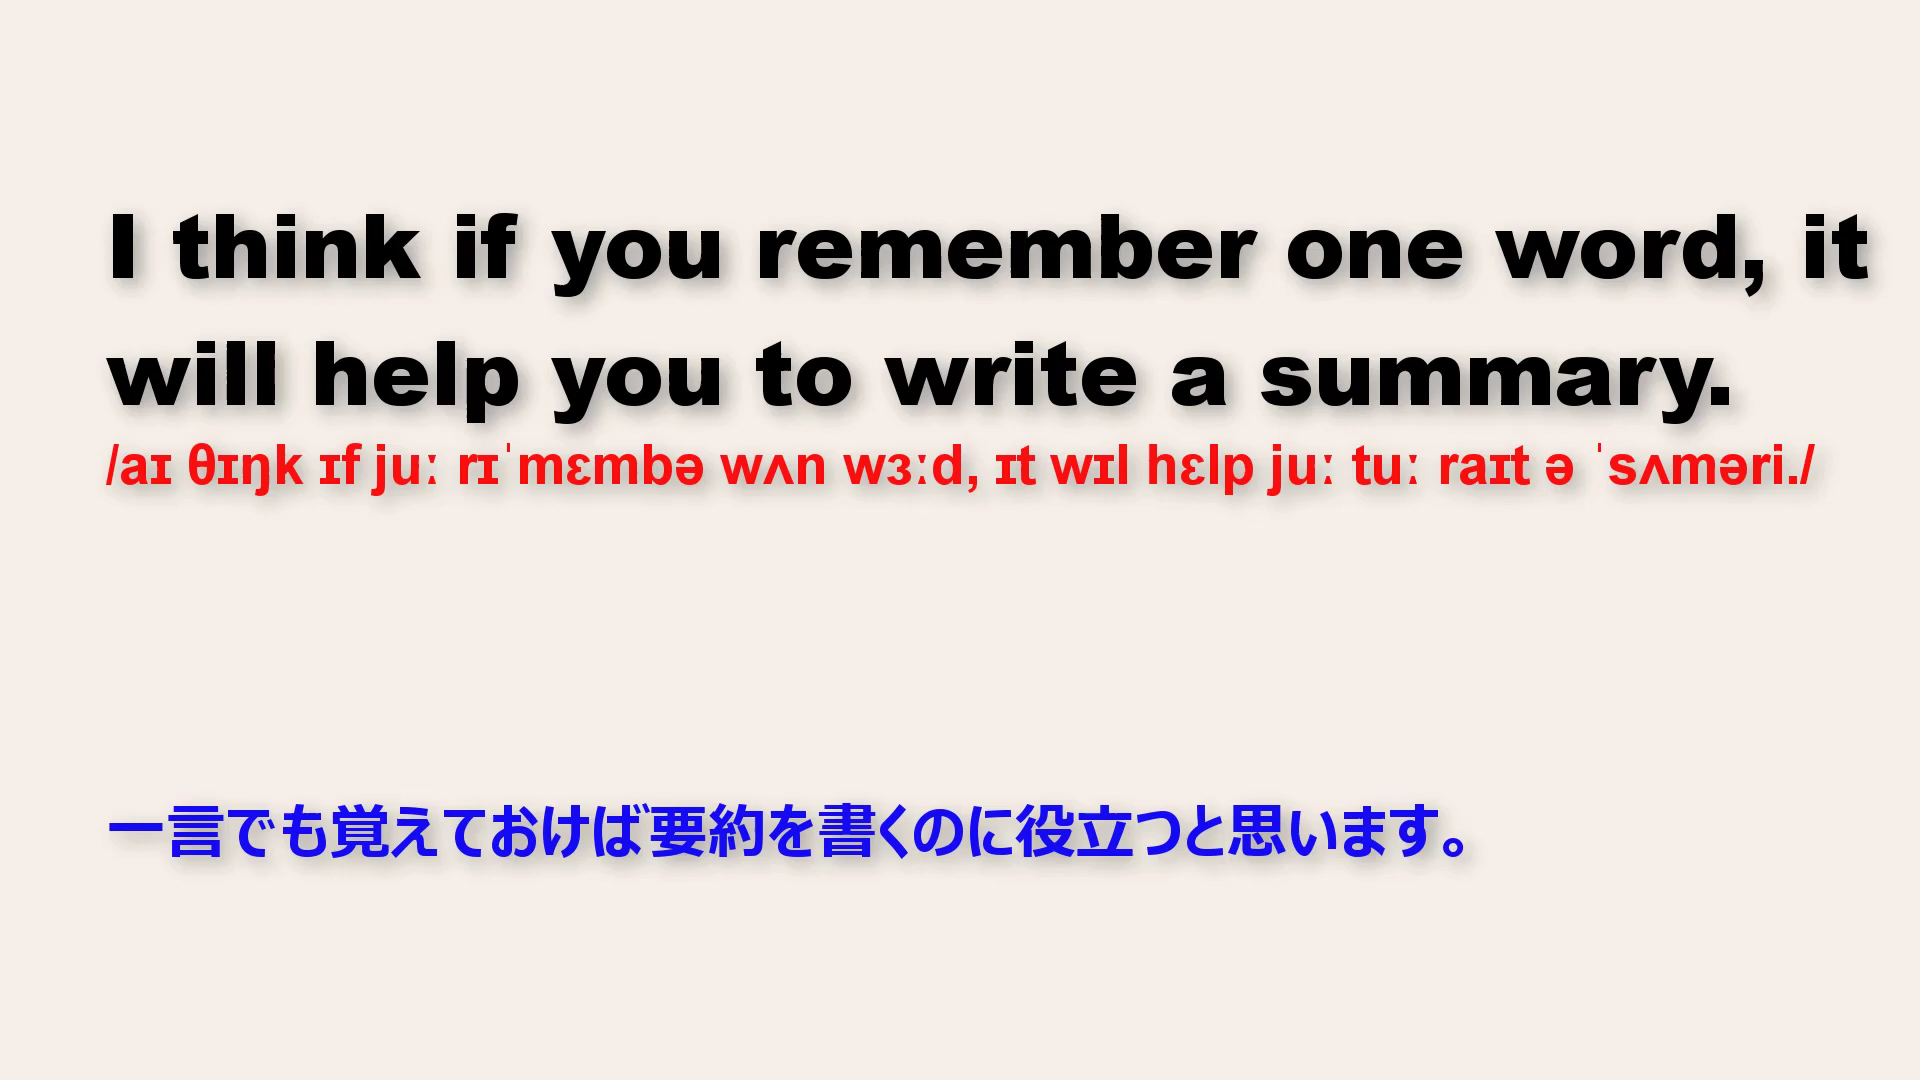 I think if you remember one word, it
will help you to write a summary.
/aɪ θɪŋk ɪf juː rɪˈmɛmbə wʌn wɜːd, ɪt wɪl hɛlp juː tuː raɪt ə ˈsʌməri./
一言でも覚えておけば要約を書くのに役立つと思います。